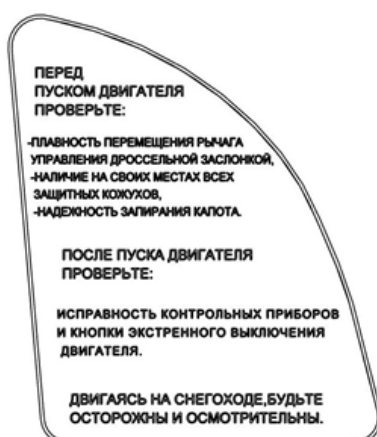 ПЕРЕД
ПУСКОМ ДВИГАТЕЛЯ
ПРОВЕРЬТЕ:
-ПЛАВНОСТЬ ПЕРЕМЕЩЕНИЯ РЫЧАГА
УПРАВЛЕНИЯ ДРОССЕЛЬНОЙ ЗАСЛОНКОЙ,
-НАЛИЧИЕ НА СВОИХ МЕСТАХ ВСЕХ
ЗАЩИТНЫХ КОЖУХОВ,
-НАДЕЖНОСТЬ ЗАПИРАНИЯ КАПОТА.
ПОСЛЕ ПУСКА ДВИГАТЕЛЯ
ПРОВЕРЬТЕ:
ИСПРАВНОСТЬ КОНТРОЛЬНЫХ ПРИБОРОВ
И КНОПКИ ЭКСТРЕННОГО ВЫКЛЮЧЕНИЯ
ДВИГАТЕЛЯ.
ДВИГАЯСЬ НА СНЕГОХОДЕ,БУДЬТЕ
ОСТОРОЖНЫ И ОСМОТРИТЕЛЬНЫ.